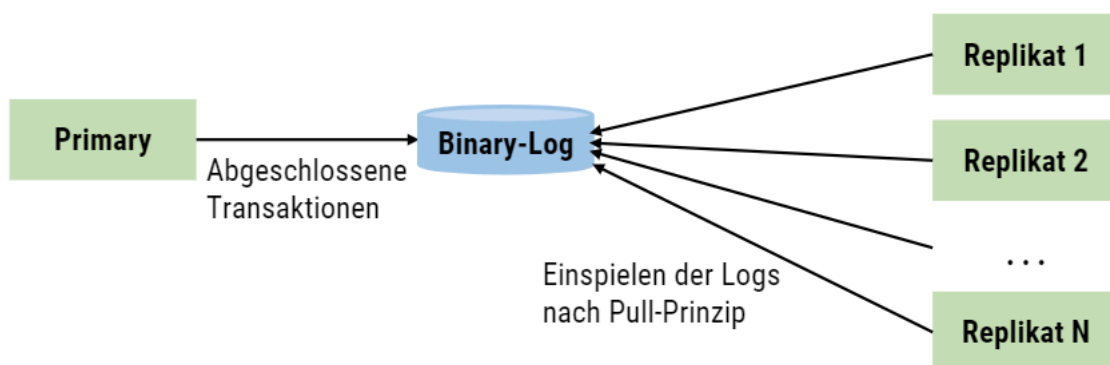 Primary
Abgeschlossene
Transaktionen
Binary-Log
Einspielen der Logs
nach Pull-Prinzip
Replikat 1
Replikat 2
...
Replikat N